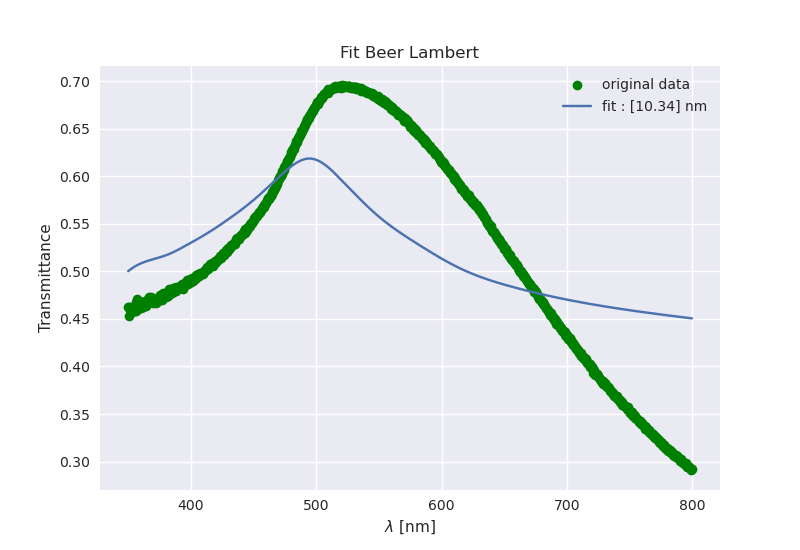 Fit Beer Lambert
original data
fit : [10.34] nm
Transmittance
0.70
0.65
0.60
0.55
0.50
0.45
0.40
0.35
0.30
400 500 600 700 800
λ [nm]